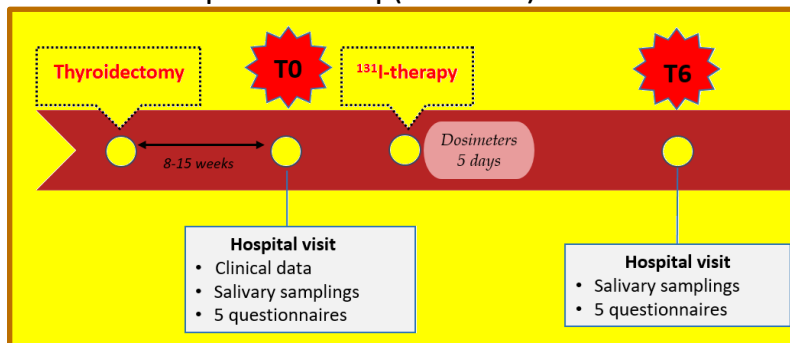 Thyroidectomy
T0
¹³¹I-therapy
T6
8-15 weeks
Dosimeters
5 days
Hospital visit
• Clinical data
• Salivary samplings
• 5 questionnaires
Hospital visit
• Salivary samplings
• 5 questionnaires